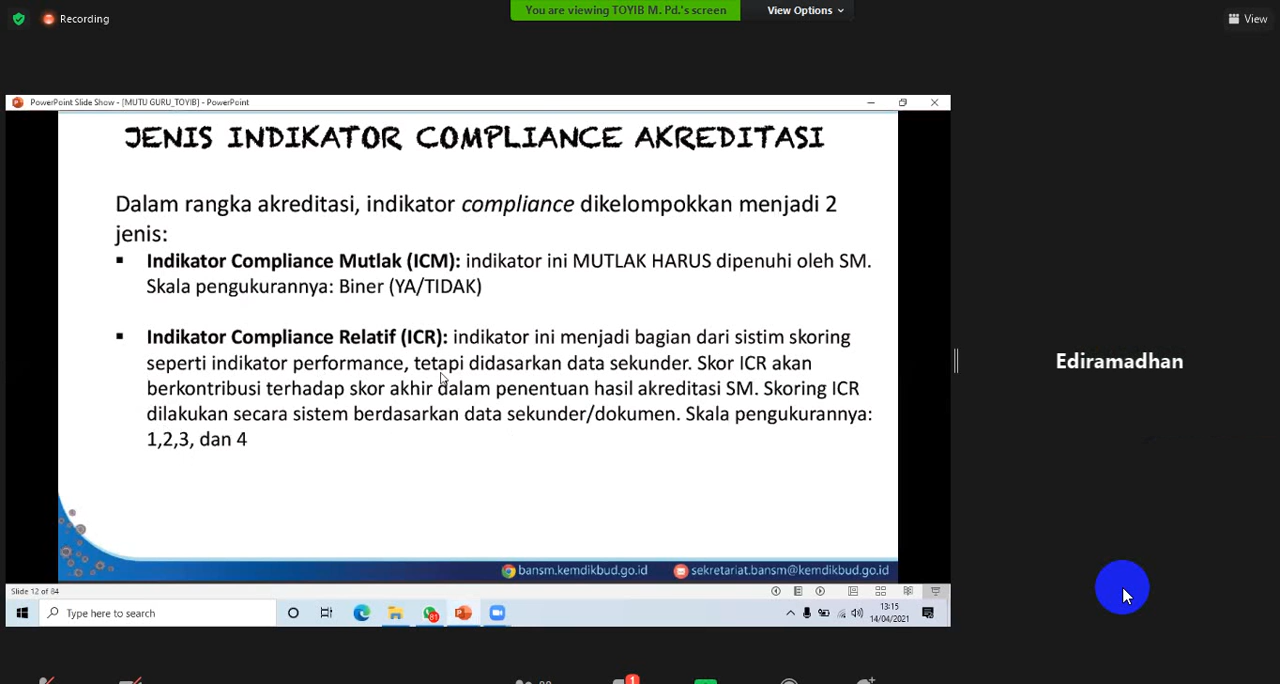 Recording
You are viewing TOYIB M. Pd.'s screen
View Options
View
PowerPoint Slide Show - [MUTU GURU_TOYIB] - PowerPoint
JENIS INDIKATOR COMPLIANCE AKREDITASI
Dalam rangka akreditasi, indikator compliance dikelompokkan menjadi 2
jenis:
▪ Indikator Compliance Mutlak (ICM): indikator ini MUTLAK HARUS dipenuhi oleh SM.
Skala pengukurannya: Biner (YA/TIDAK)
▪ Indikator Compliance Relatif (ICR): indikator ini menjadi bagian dari sistim skoring
seperti indikator performance, tetapi didasarkan data sekunder. Skor ICR akan
berkontribusi terhadap skor akhir dalam penentuan hasil akreditasi SM. Skoring ICR
dilakukan secara sistem berdasarkan data sekunder/dokumen. Skala pengukurannya:
1,2,3, dan 4
bansm.kemdikbud.go.id
sekretariat.bansm@kemdikbud.go.id
Ediramadhan
Slide 12 of 84
Type here to search
13:15
14/04/2021
1